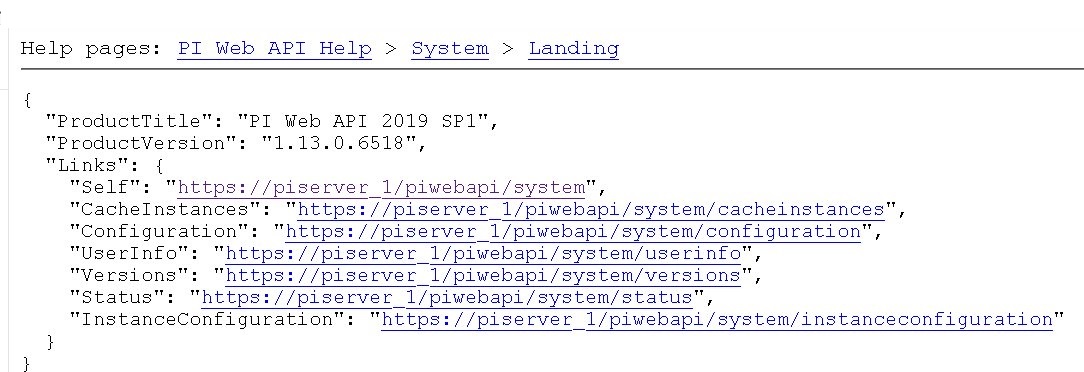 Help pages: PI Web API Help > System > Landing
{
"ProductTitle": "PI Web API 2019 SP1",
"ProductVersion": "1.13.0.6518",
"Links": {
"Self": "https://piserver_1/piwebapi/system",
"CacheInstances": "https://piserver_1/piwebapi/system/cacheinstances",
"Configuration": "https://piserver_1/piwebapi/system/configuration",
"UserInfo": "https://piserver_1/piwebapi/system/userinfo",
"Versions": "https://piserver_1/piwebapi/system/versions",
"Status": "https://piserver_1/piwebapi/system/status",
"InstanceConfiguration": "https://piserver_1/piwebapi/system/instanceconfiguration"
}
}